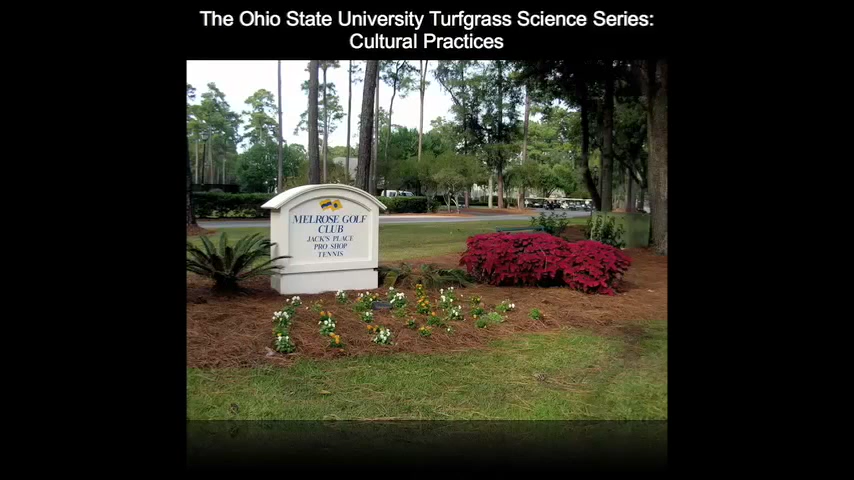 The Ohio State University Turfgrass Science Series:
Cultural Practices
MELROSE GOLF
CLUB
JACK'S PLACE
PRO SHOP
TENNIS